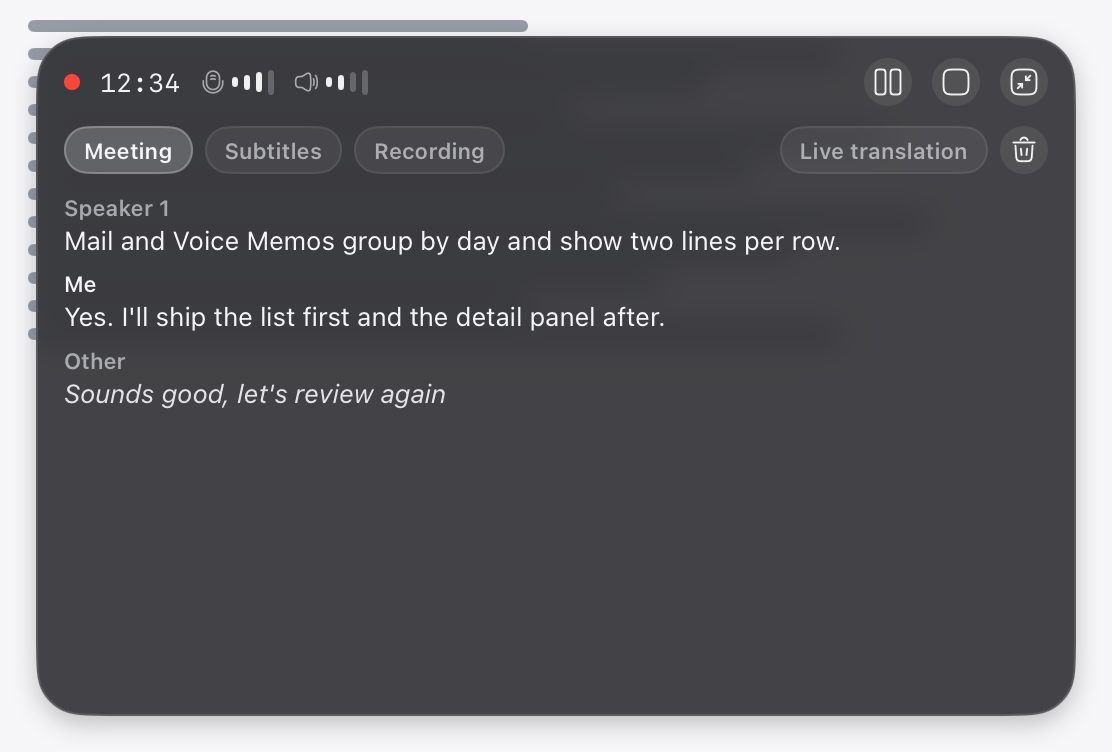 12:34
Meeting Subtitles Recording Live translation
Speaker 1
Mail and Voice Memos group by day and show two lines per row.
Me
Yes. I'll ship the list first and the detail panel after.
Other
Sounds good, let's review again